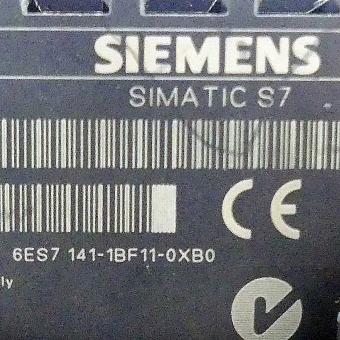 SIEMENS
SIMATIC S7
CE
6ES7 141-1BF11-0XB0